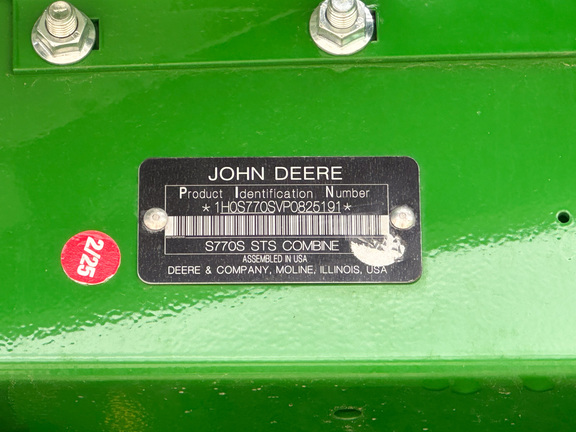 JOHN DEERE
Product Identification Number
*1H0S770SVP0825191*
S770S STS COMBINE
ASSEMBLED IN USA
DEERE & COMPANY, MOLINE, ILLINOIS, USA
2/25